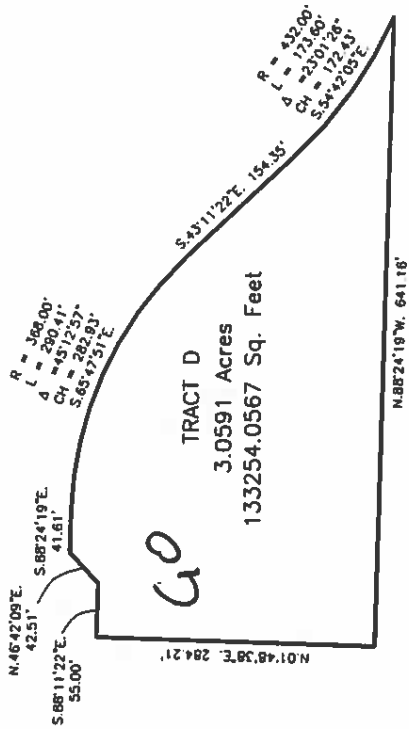 N.46°42'09"E.
42.51'
S.88°24'19"E.
41.61'
S.88°11'22"E.
55.00'
R = 368.00'
L = 290.41'
Δ =45°12'57"
CH = 282.93'
S.65°47'51"E.
S.43°11'22"E. 154.35'
R = 432.00'
L = 173.60'
Δ =23°01'26"
CH = 172.43'
S.54°42'05"E.
GO
TRACT D
3.0591 Acres
133254.0567 Sq. Feet
N.01°48'38"E. 284.21'
N.88°24'19"W. 641.16'